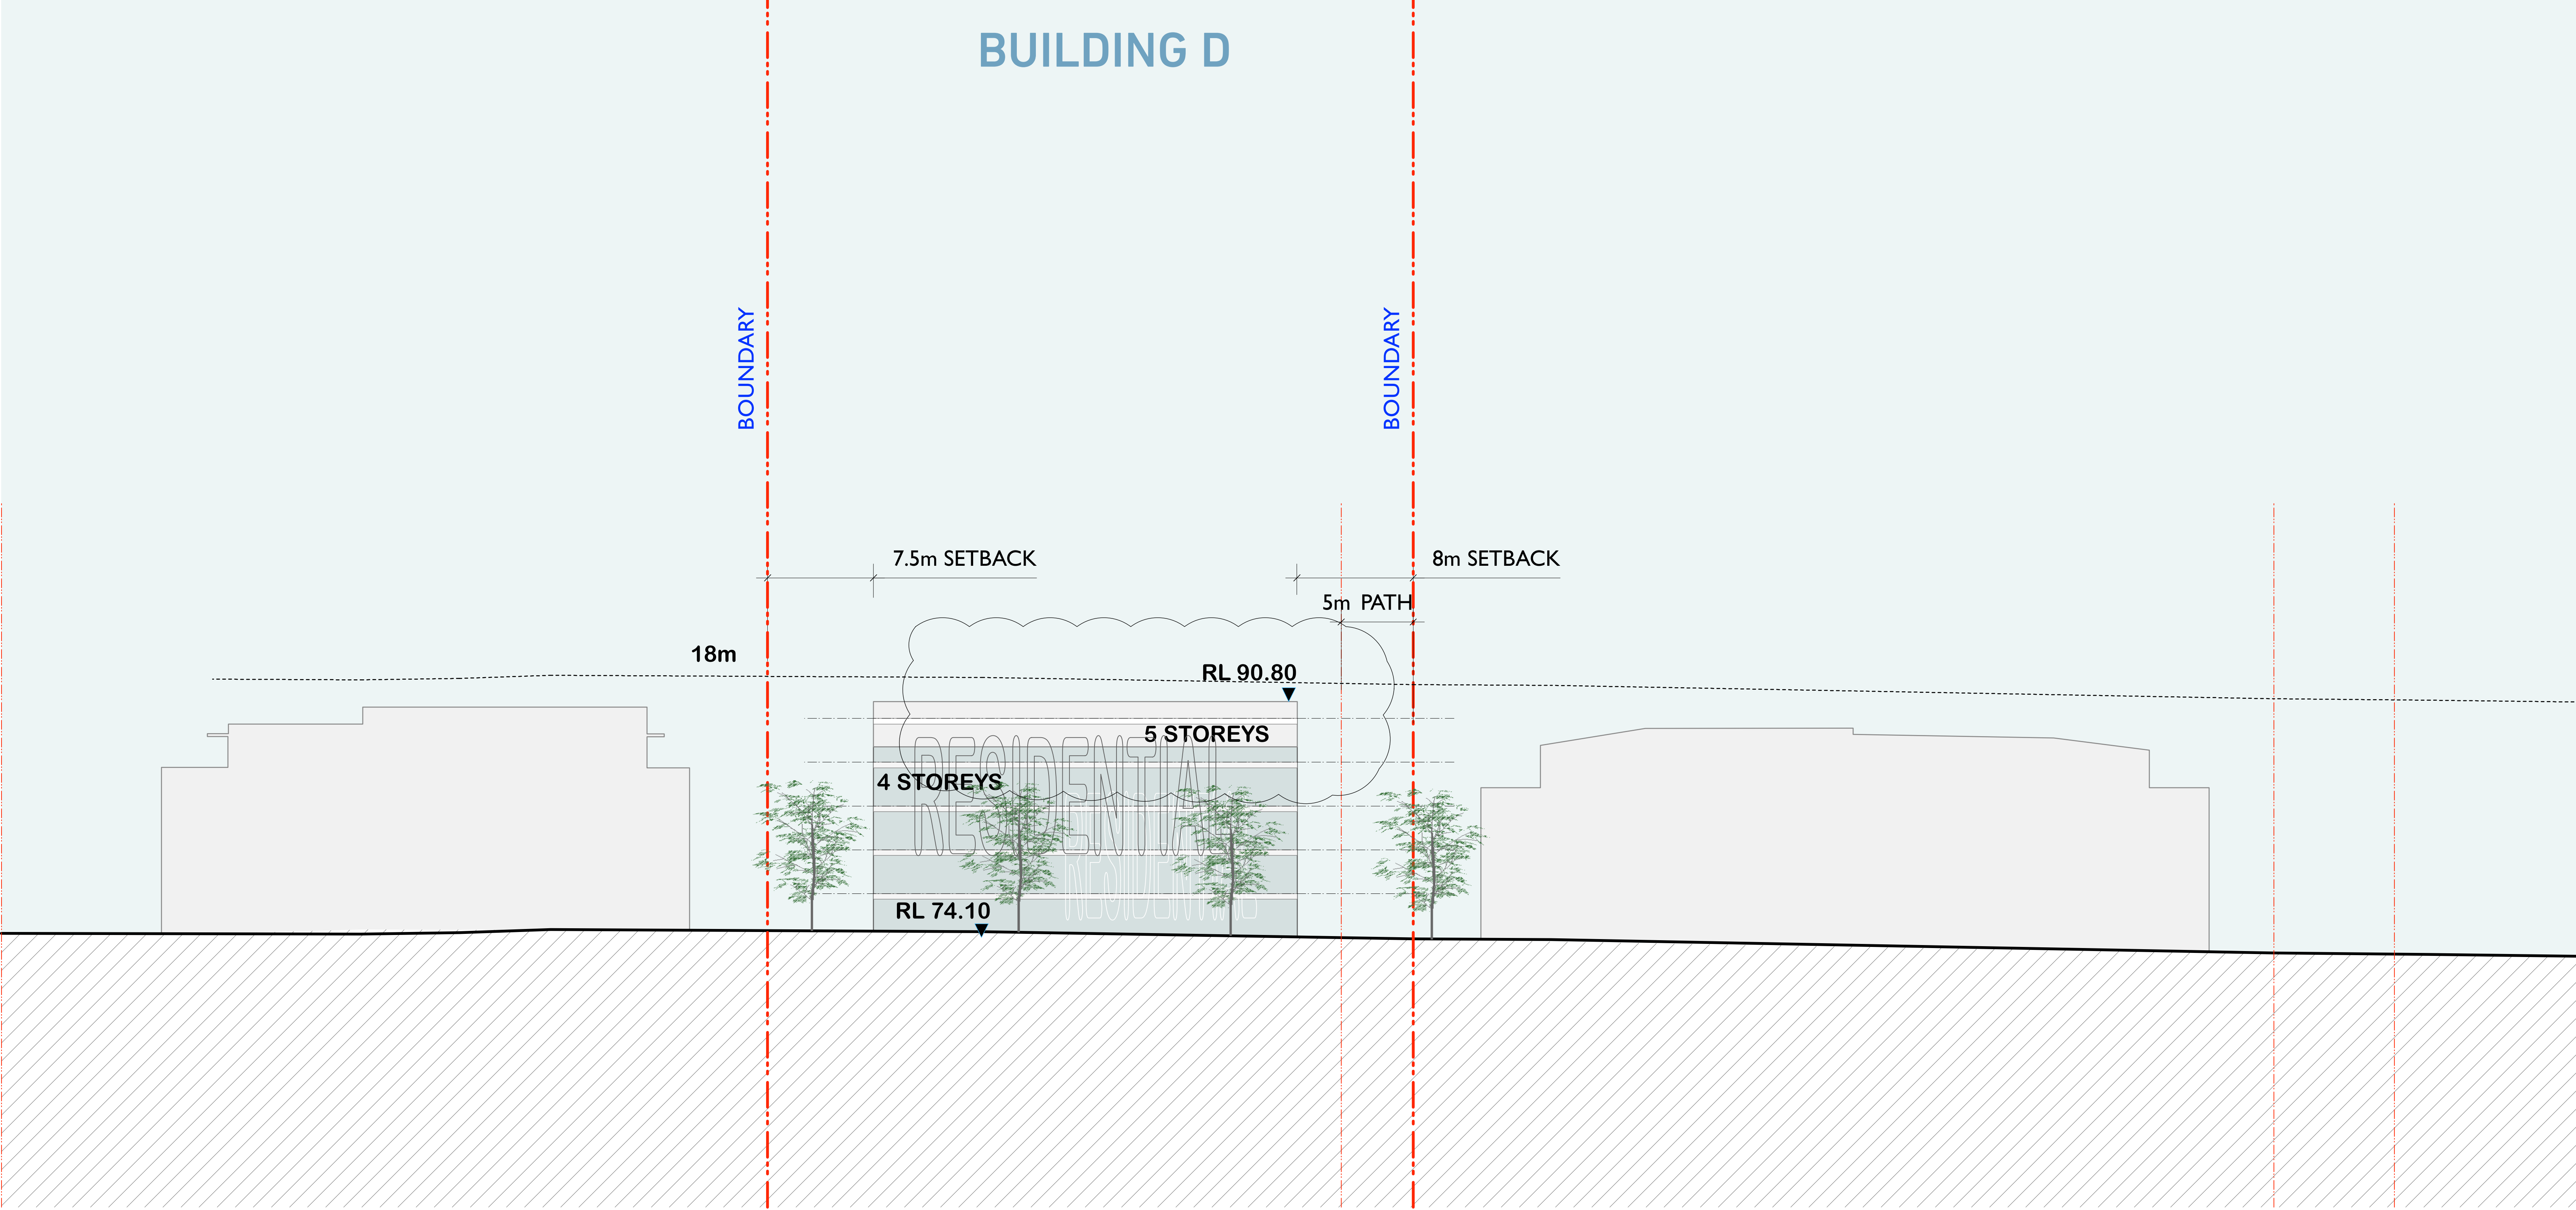 BUILDING D
BOUNDARY
BOUNDARY
7.5m SETBACK
8m SETBACK
5m PATH
18m
RL 90.80
5 STOREYS
RESIDENTIAL
4 STOREYS
RESIDENTIAL
RL 74.10